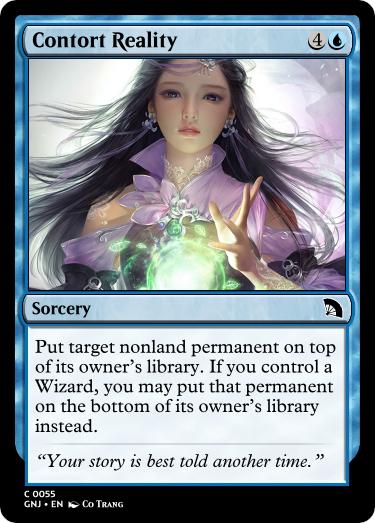 Contort Reality 4
Sorcery
Put target nonland permanent on top
of its owner's library. If you control a
Wizard, you may put that permanent
on the bottom of its owner's library
instead.
"Your story is best told another time."
C 0055
GNJ • EN Co Trang